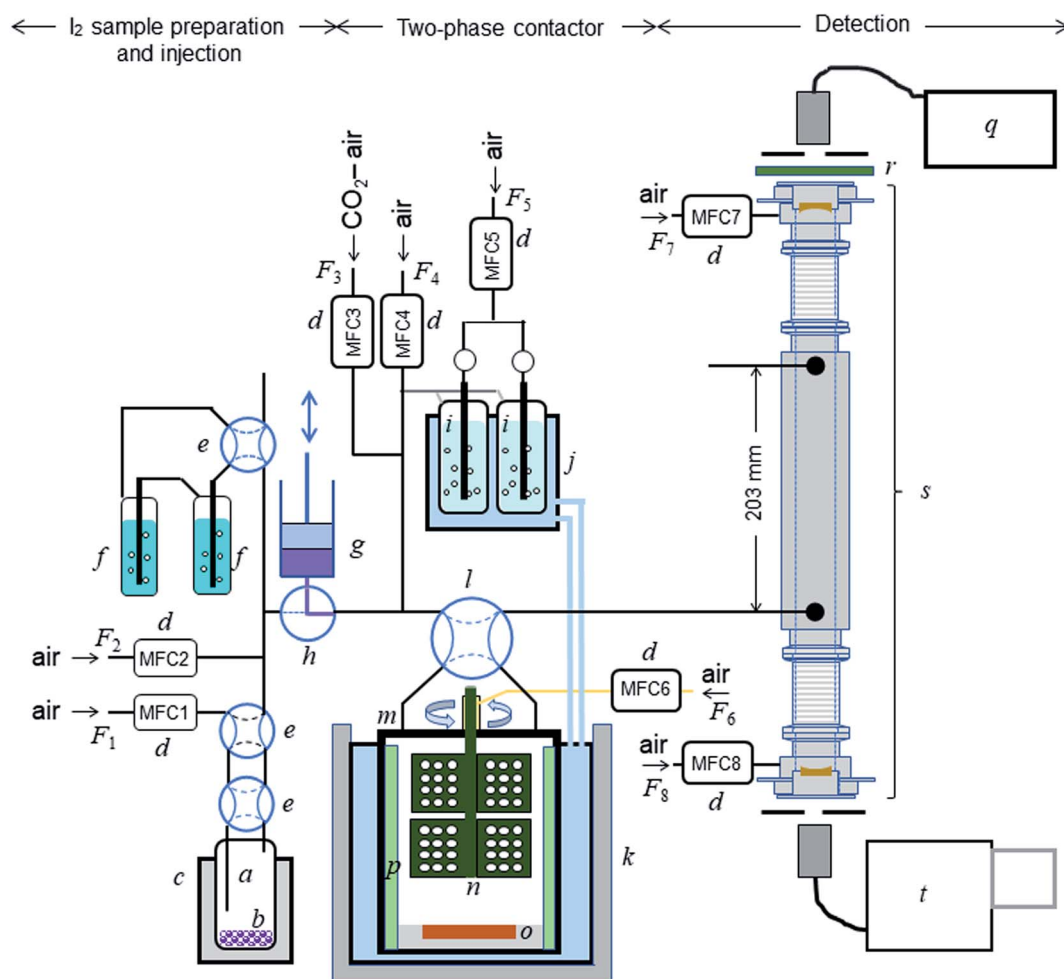 I₂ sample preparation
and injection
Two-phase contactor
Detection
q
r
air
CO₂– air
air
F₅
MFC5
d
F₃
F₄
d
MFC3
MFC4
d
air
F₇
MFC7
d
e
i
i
j
203 mm
s
f
f
g
l
h
d
air
F₂
MFC2
d
MFC6
air
F₆
air
F₁
MFC1
d
e
m
air
F₈
MFC8
d
e
c
a
b
p
n
k
o
t